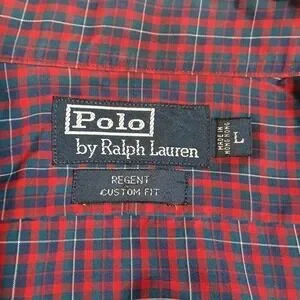 Polo
by Ralph Lauren
MADE IN
HONG KONG
L
REGENT
CUSTOM FIT